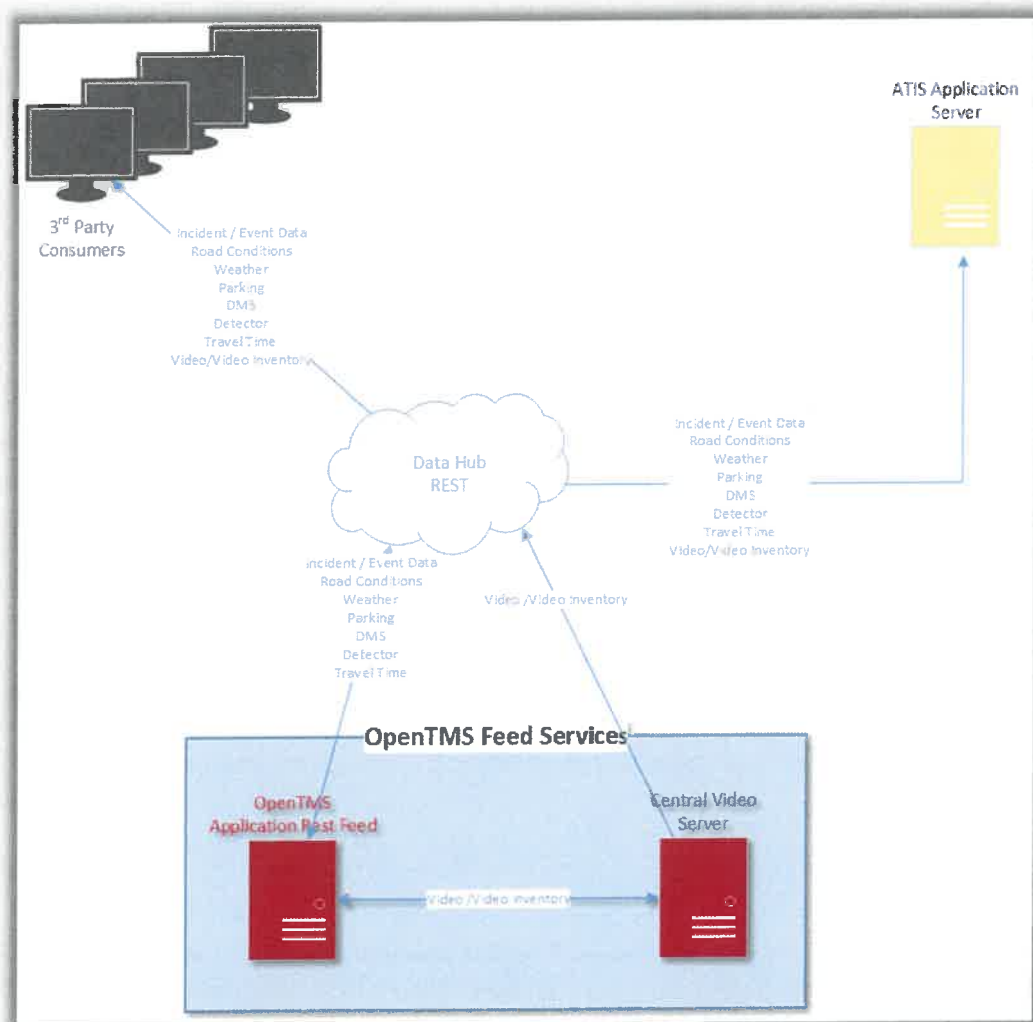 ATIS Application
Server
3rd Party
Consumers
Incident / Event Data
Road Conditions
Weather
Parking
DMS
Detector
Travel Time
Video/Video Inventory
Data Hub
REST
Incident / Event Data
Road Conditions
Weather
Parking
DMS
Detector
Travel Time
Video/Video Inventory
Incident / Event Data
Road Conditions
Weather
Parking
DMS
Detector
Travel Time
Video /Video Inventory
OpenTMS Feed Services
OpenTMS
Application Rest Feed
Central Video
Server
Video /Video Inventory